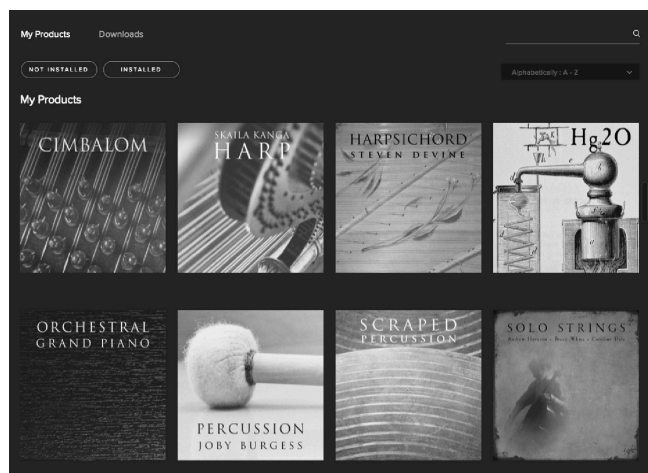 My Products
Downloads
NOT INSTALLED
INSTALLED
Alphabetically : A - Z
My Products
CIMBALOM
SKAILA KANGA
HARP
HARPSICHORD
STEVEN DEVINE
Hg2O
ORCHESTRAL
GRAND PIANO
PERCUSSION
JOBY BURGESS
SCRAPED
PERCUSSION
SOLO STRINGS